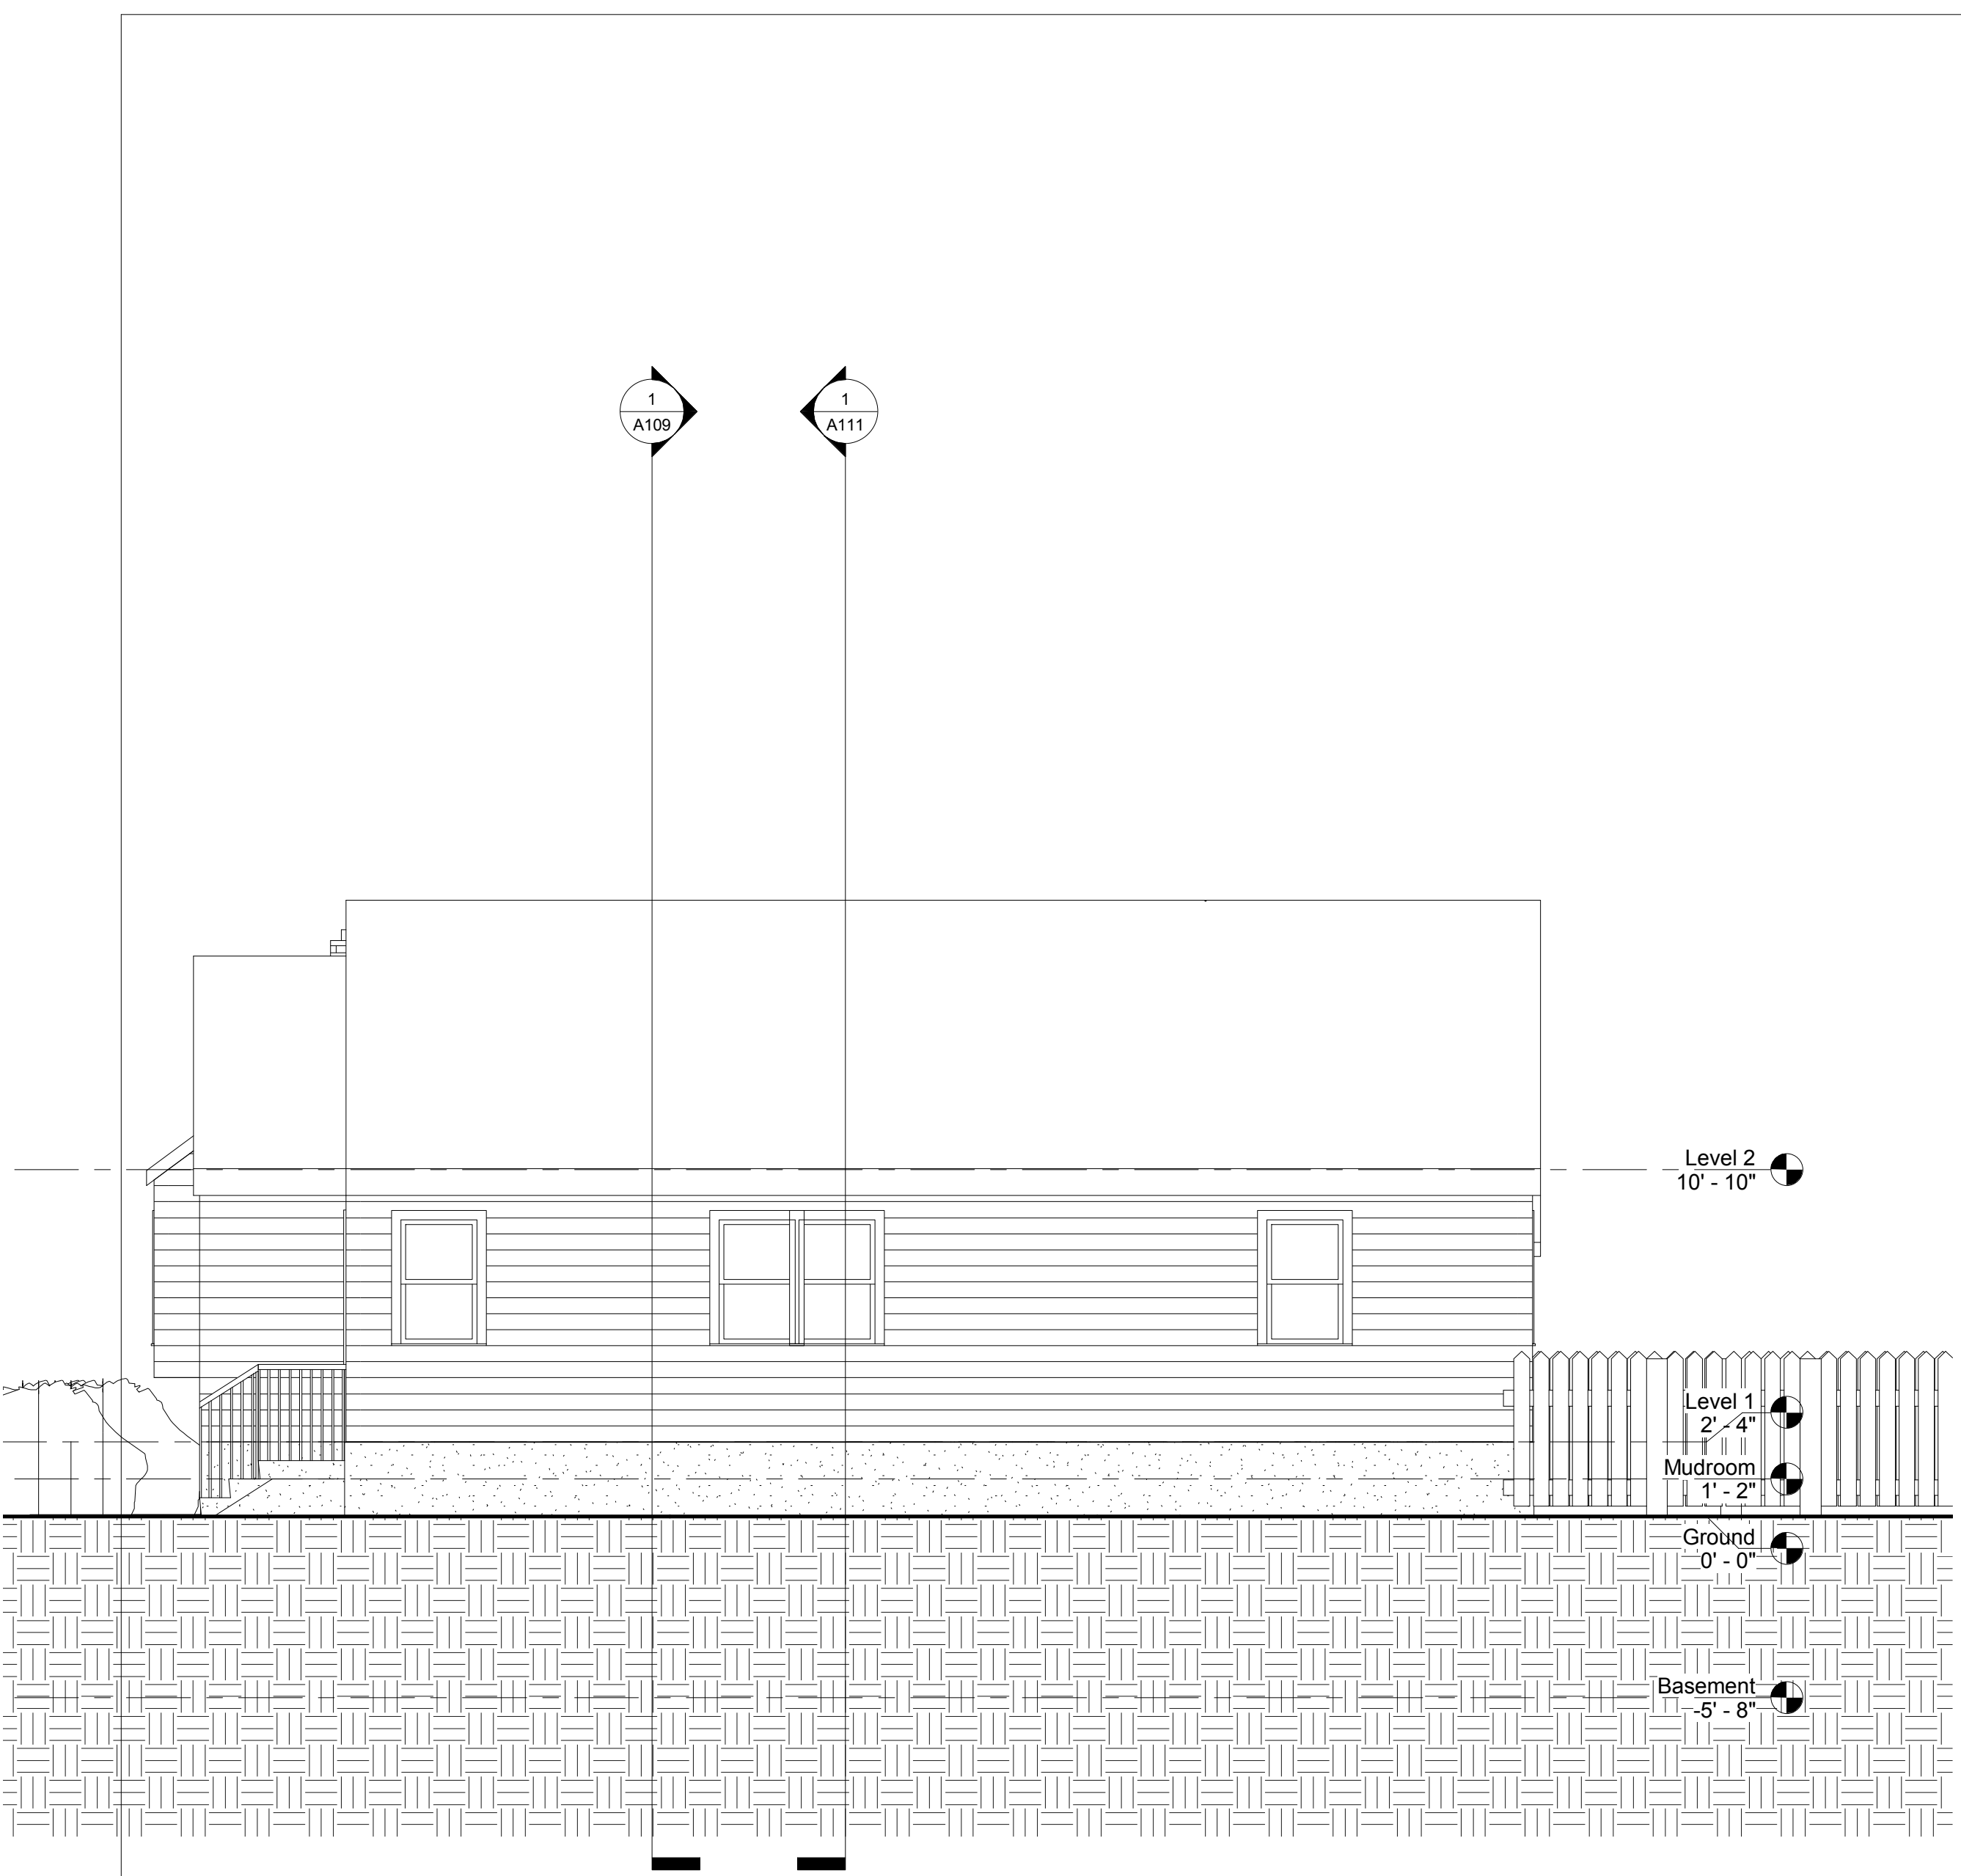 1
A109
1
A111
Level 2
10' - 10"
Level 1
2' - 4"
Mudroom
1' - 2"
Ground
0' - 0"
Basement
-5' - 8"